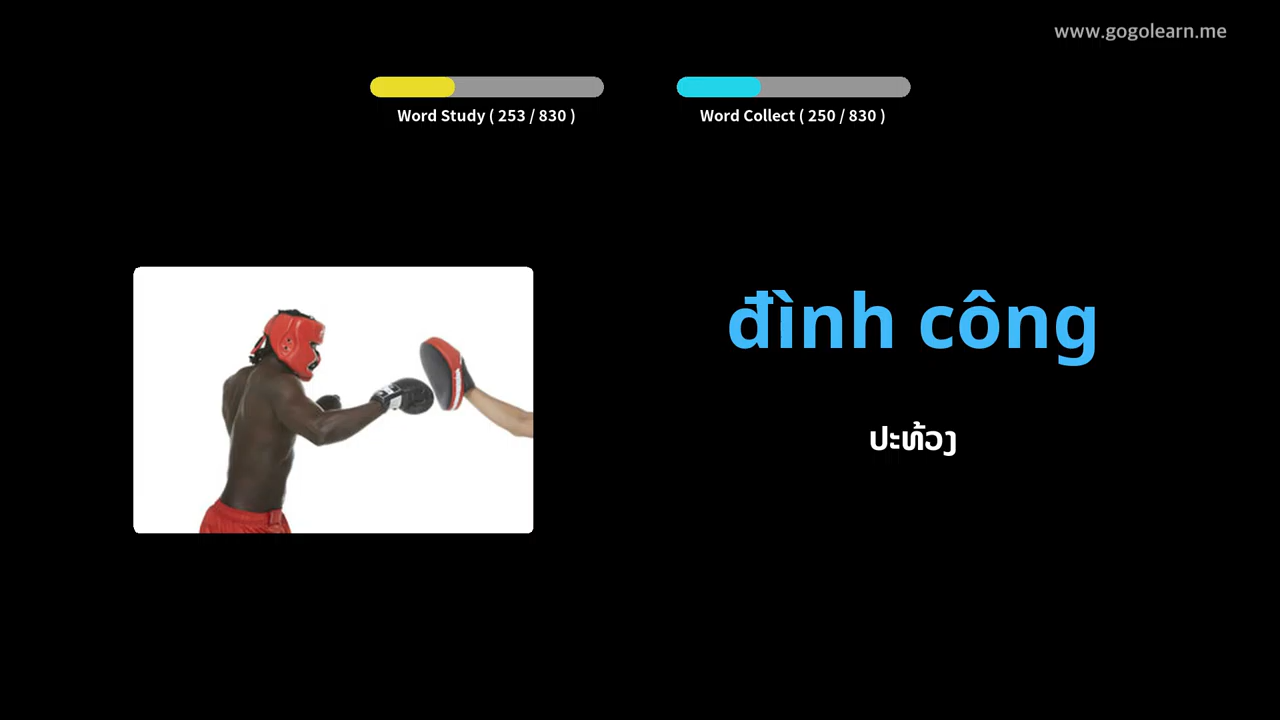 www.gogolearn.me
Word Study ( 253 / 830 )
Word Collect ( 250 / 830 )
đình công
ປະທ້ວງ